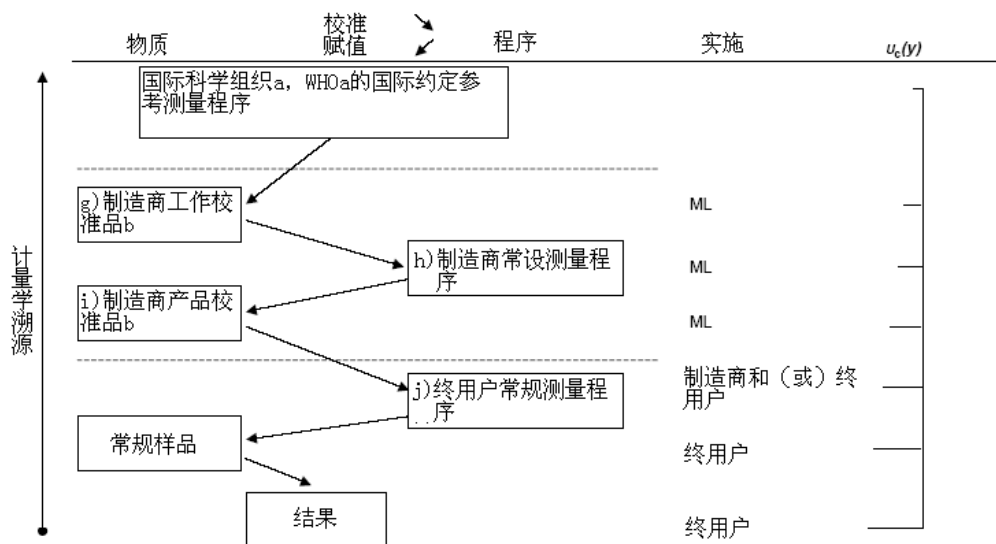 物质
校准
赋值
程序
实施
uc(y)
国际科学组织a, WHOa的国际约定参
考测量程序
g)制造商工作校
准品b
ML
h)制造商常设测量程
序
ML
i)制造商产品校
准品b
ML
计量学溯源
j)终用户常规测量程
序
制造商和（或）终
用户
常规样品
终用户
结果
终用户